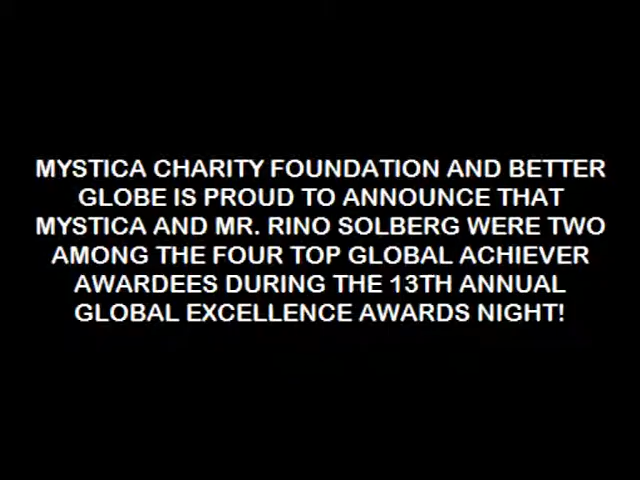 MYSTICA CHARITY FOUNDATION AND BETTER
GLOBE IS PROUD TO ANNOUNCE THAT
MYSTICA AND MR. RINO SOLBERG WERE TWO
AMONG THE FOUR TOP GLOBAL ACHIEVER
AWARDEES DURING THE 13TH ANNUAL
GLOBAL EXCELLENCE AWARDS NIGHT!